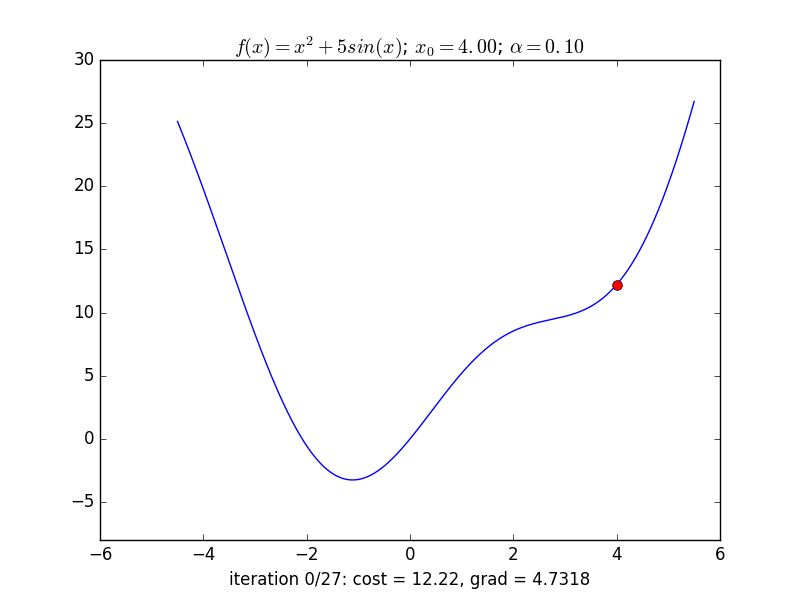 f(x) = x² + 5sin(x); x₀ = 4.00; α = 0.10
30
25
20
15
10
5
0
−5
−6 −4 −2 0 2 4 6
iteration 0/27: cost = 12.22, grad = 4.7318